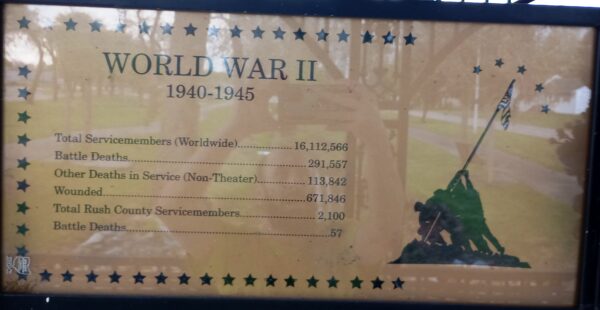 WORLD WAR II
1940-1945
Total Servicemembers (Worldwide)..................... 16,112,566
Battle Deaths..................................................... 291,557
Other Deaths in Service (Non-Theater)............... 113,842
Wounded............................................................. 671,846
Total Rush County Servicemembers....................... 2,100
Battle Deaths............................................................ 57